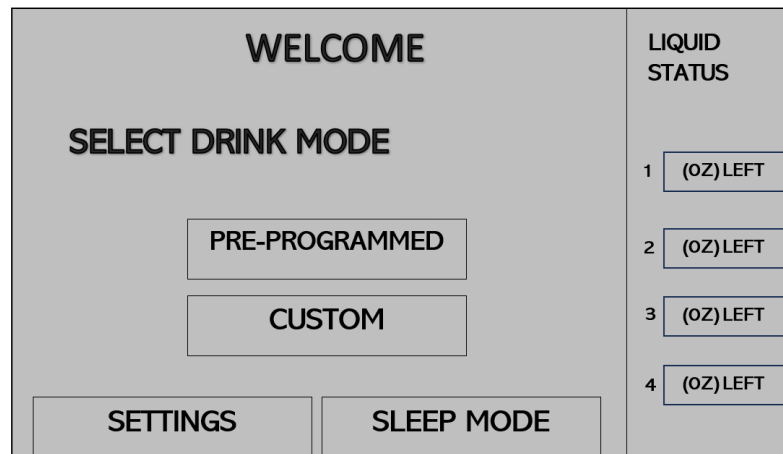 WELCOME
SELECT DRINK MODE
PRE-PROGRAMMED
CUSTOM
SETTINGS
SLEEP MODE
LIQUID
STATUS
1 (OZ) LEFT
2 (OZ) LEFT
3 (OZ) LEFT
4 (OZ) LEFT